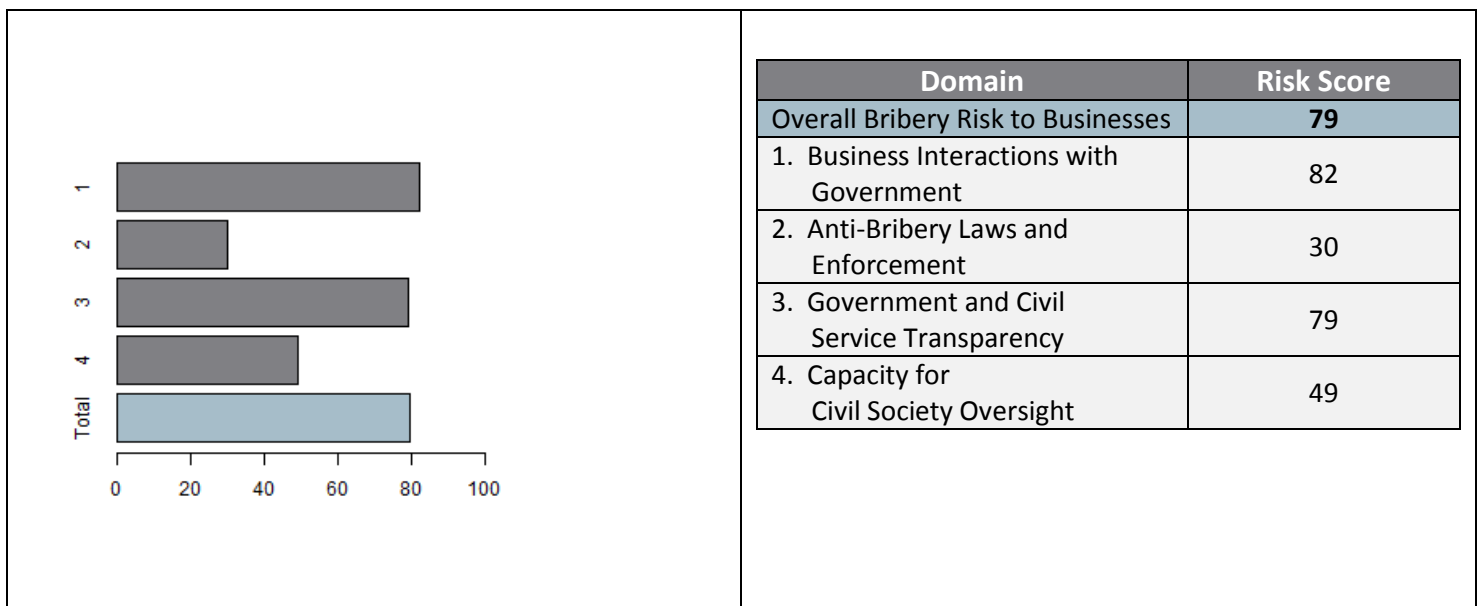 1
2
3
4
Total
0 20 40 60 80 100
Domain Risk Score
Overall Bribery Risk to Businesses 79
1. Business Interactions with
Government
82
2. Anti-Bribery Laws and
Enforcement
30
3. Government and Civil
Service Transparency
79
4. Capacity for
Civil Society Oversight
49